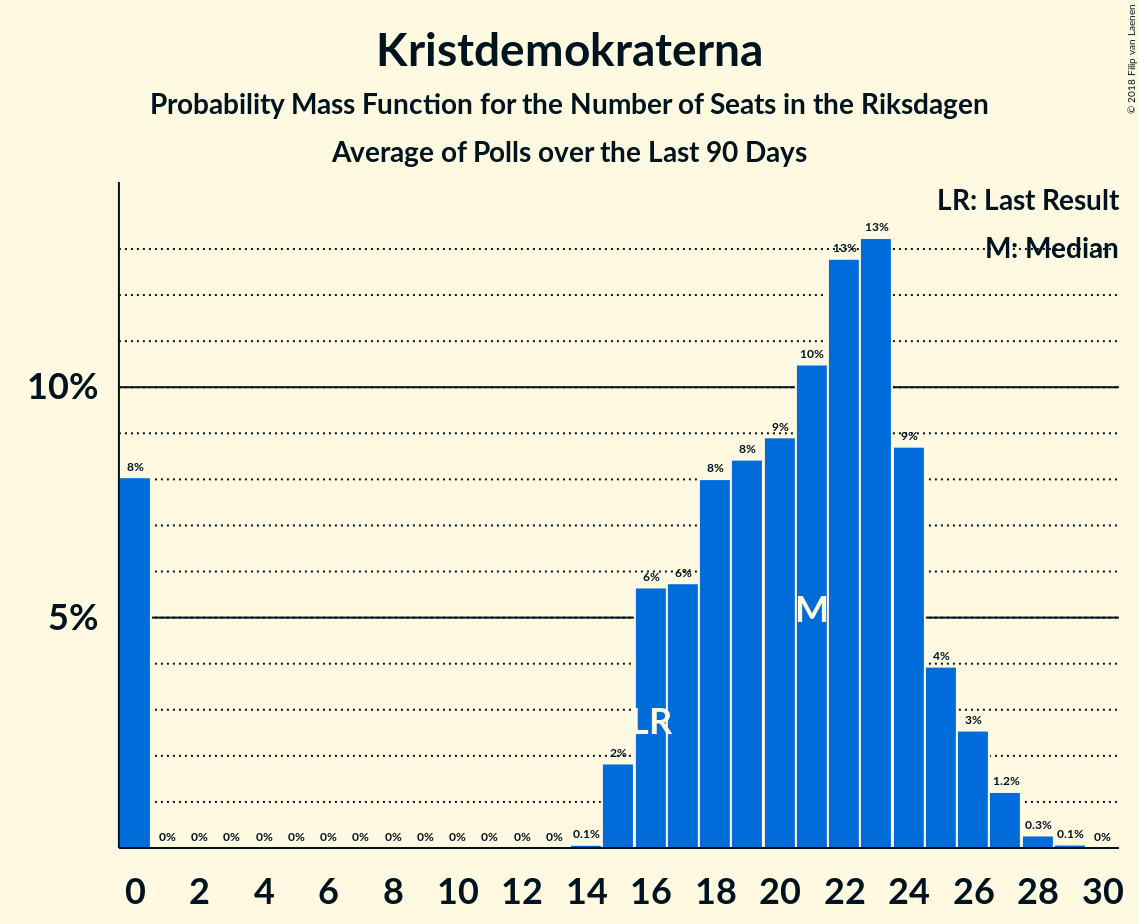 Kristdemokraterna
Probability Mass Function for the Number of Seats in the Riksdagen
Average of Polls over the Last 90 Days
© 2018 Filip van Laenen
LR: Last Result
M: Median
10%
5%
8% 0% 0% 0% 0% 0% 0% 0% 0% 0% 0% 0% 0% 0% 0.1% 2% 6% 6% 8% 8% 9% 10% 13% 13% 9% 4% 3% 1.2% 0.3% 0.1% 0%
M
LR
0 2 4 6 8 10 12 14 16 18 20 22 24 26 28 30